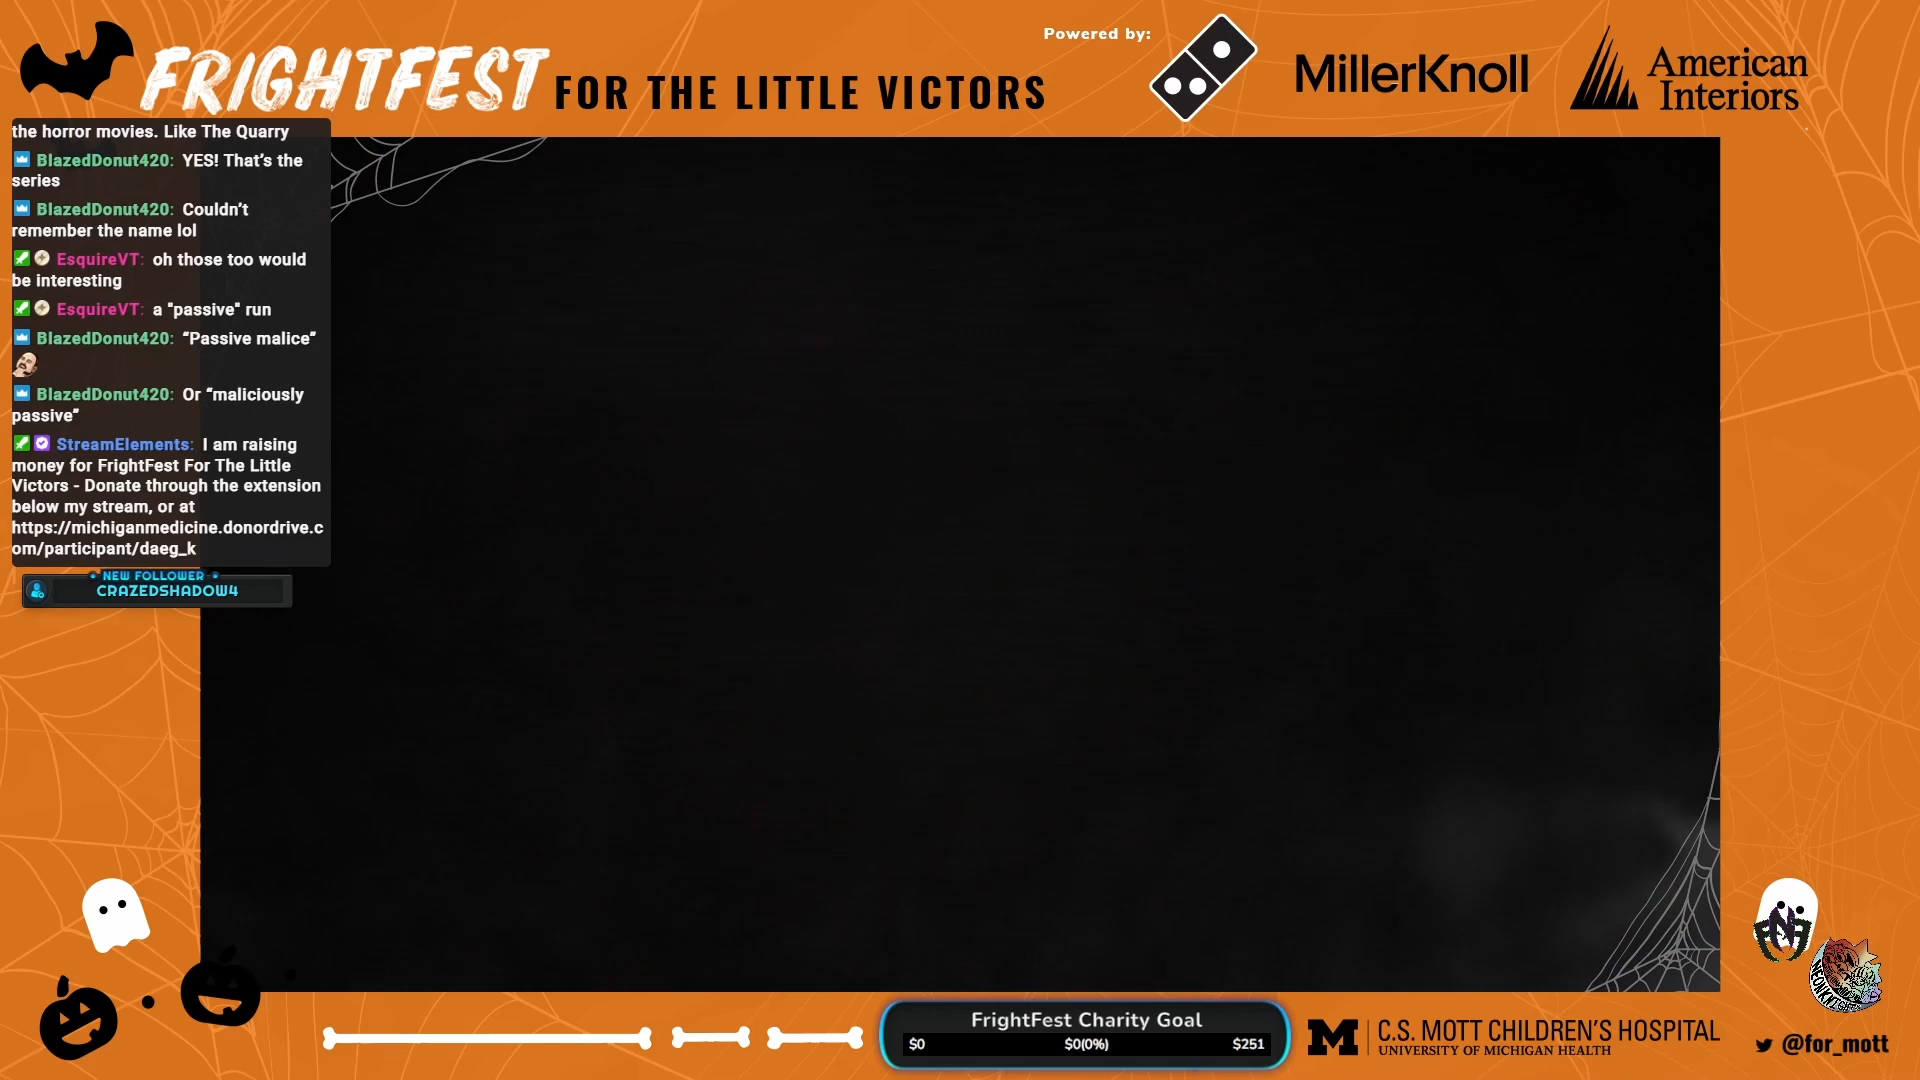 FRIGHTFEST FOR THE LITTLE VICTORS
Powered by:
MillerKnoll
American
Interiors
the horror movies. Like The Quarry
BlazedDonut420: YES! That's the
series
BlazedDonut420: Couldn't
remember the name lol
EsquireVT: oh those too would
be interesting
EsquireVT: a "passive" run
BlazedDonut420: “Passive malice”
BlazedDonut420: Or “maliciously
passive”
StreamElements: I am raising
money for FrightFest For The Little
Victors - Donate through the extension
below my stream, or at
https://michiganmedicine.donordrive.c
om/participant/daeg_k
NEW FOLLOWER
CRAZEDSHADOW4
FrightFest Charity Goal
$0 $0(0%) $251
M C.S. MOTT CHILDREN'S HOSPITAL
UNIVERSITY OF MICHIGAN HEALTH
@for_mott